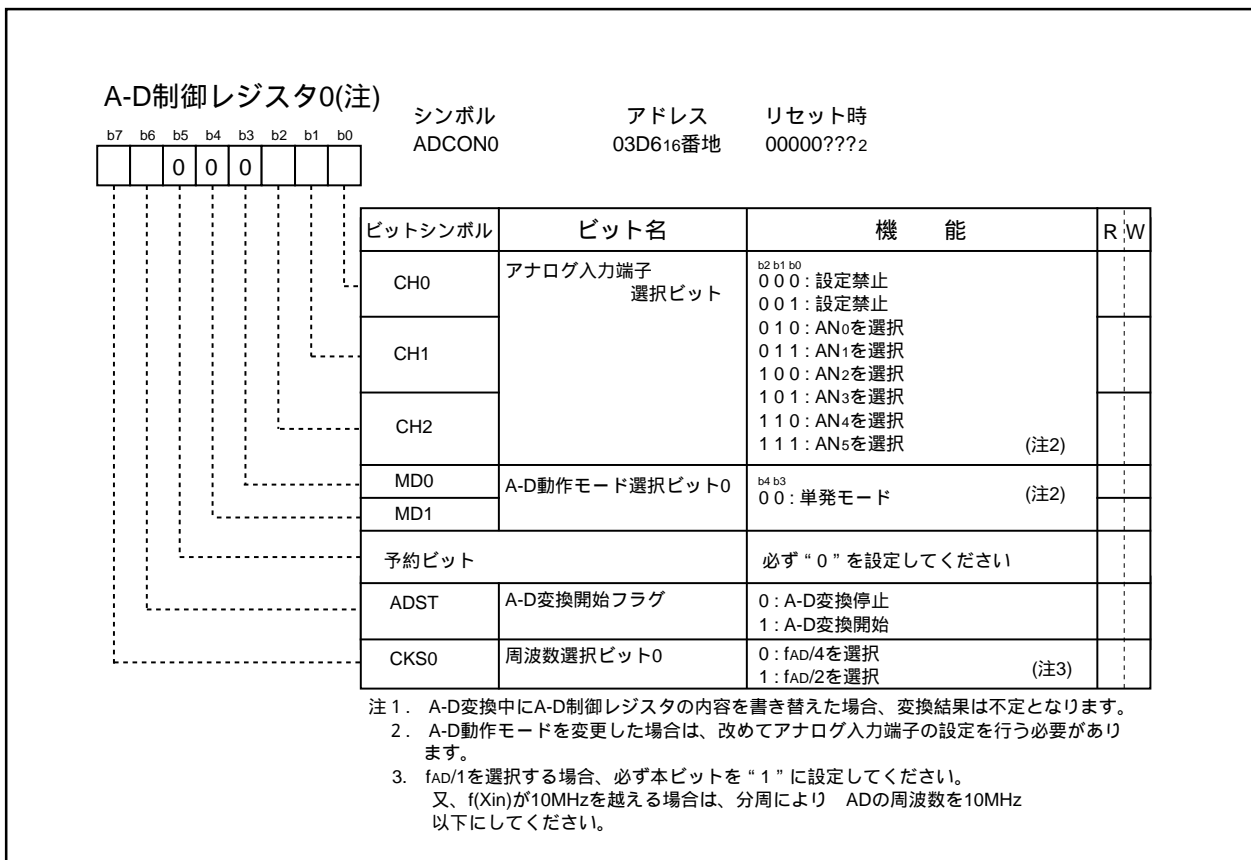 A-D制御レジスタ0(注)
シンボル アドレス リセット時
ADCON0 03D616番地 00000???2
b7 b6 b5 b4 b3 b2 b1 b0
0 0 0
ビットシンボル ビット名 機 能 R W
CH0 アナログ入力端子
選択ビット
b2 b1 b0
0 0 0 : 設定禁止
0 0 1 : 設定禁止
0 1 0 : AN0を選択
CH1 0 1 1 : AN1を選択
1 0 0 : AN2を選択
1 0 1 : AN3を選択
CH2 1 1 0 : AN4を選択
1 1 1 : AN5を選択 (注2)
MD0 A-D動作モード選択ビット0 b4 b3
0 0 : 単発モード (注2)
MD1
予約ビット 必ず“0”を設定してください
ADST A-D変換開始フラグ 0 : A-D変換停止
1 : A-D変換開始
CKS0 周波数選択ビット0 0 : fAD/4を選択
1 : fAD/2を選択 (注3)
注1. A-D変換中にA-D制御レジスタの内容を書き替えた場合、変換結果は不定となります。
2. A-D動作モードを変更した場合は、改めてアナログ入力端子の設定を行う必要があり
ます。
3. fAD/1を選択する場合、必ず本ビットを“1”に設定してください。
又、f(Xin)が10MHzを越える場合は、分周により ADの周波数を10MHz
以下にしてください。